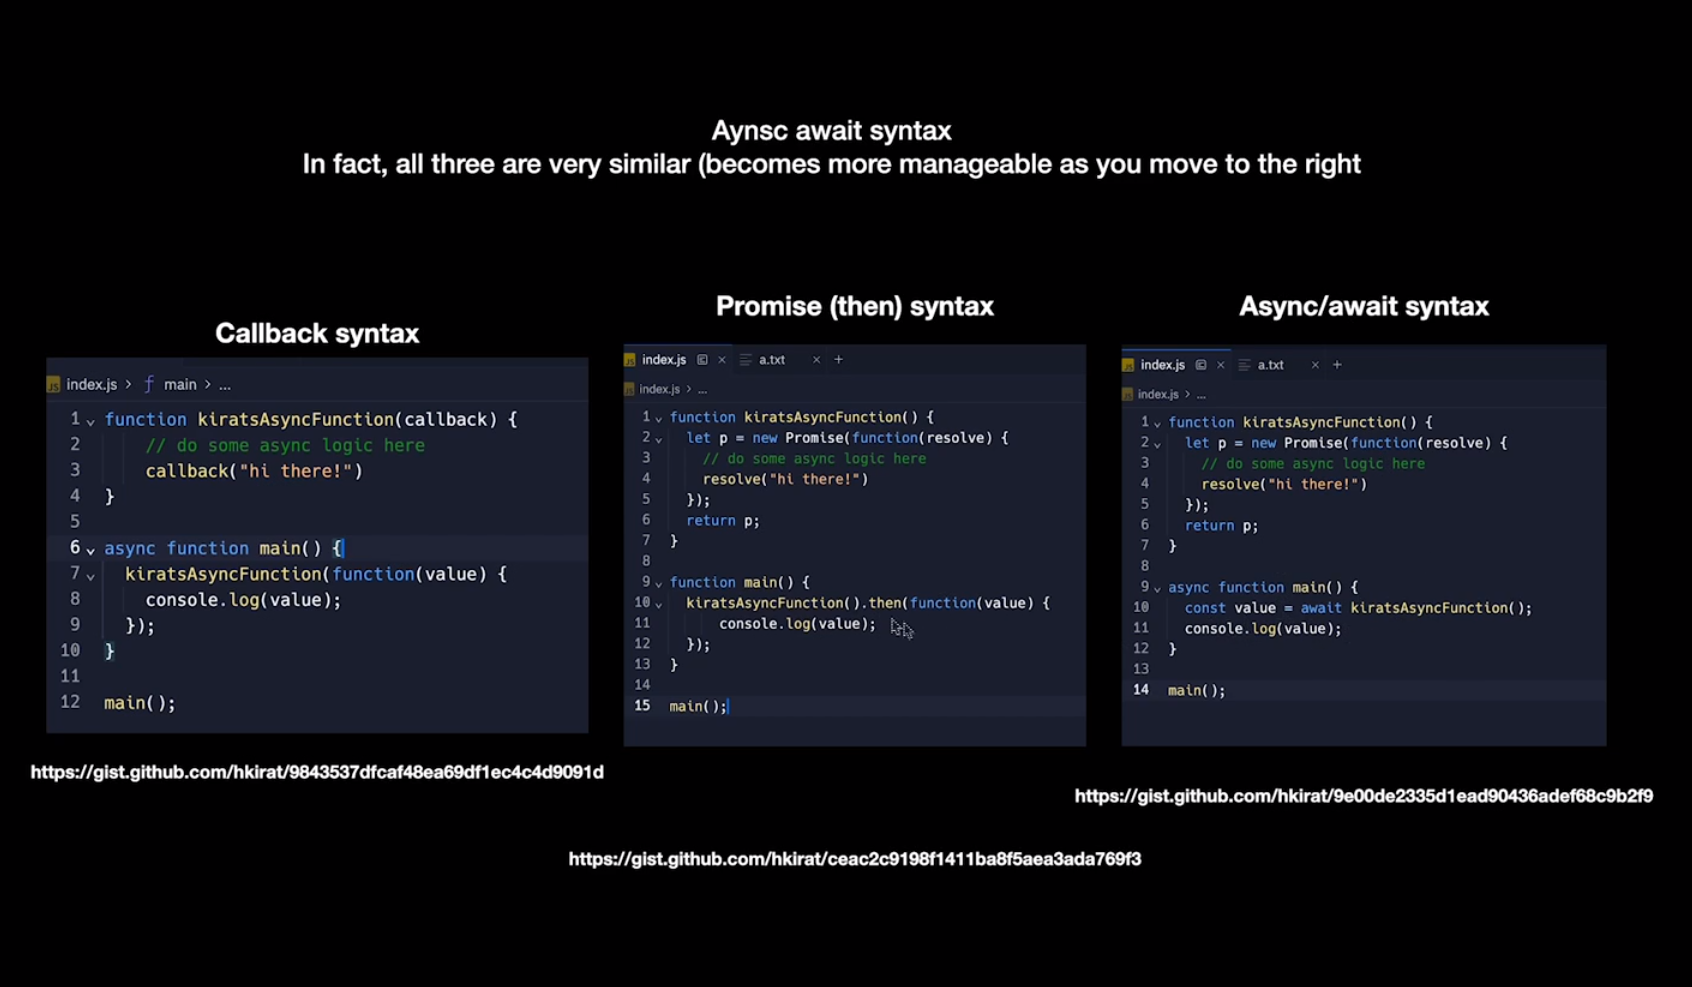 Aynsc await syntax
In fact, all three are very similar (becomes more manageable as you move to the right
Callback syntax
index.js > ƒ main > ...
1 function kiratsAsyncFunction(callback) {
2 // do some async logic here
3 callback("hi there!")
4 }
5
6 async function main() {
7 kiratsAsyncFunction(function(value) {
8 console.log(value);
9 });
10 }
11
12 main();
https://gist.github.com/hkirat/9843537dfcaf48ea69df1ec4c4d9091d
Promise (then) syntax
JS index.js × a.txt × +
JS index.js > ...
1 function kiratsAsyncFunction() {
2 let p = new Promise(function(resolve) {
3 // do some async logic here
4 resolve("hi there!")
5 });
6 return p;
7 }
8
9 function main() {
10 kiratsAsyncFunction().then(function(value) {
11 console.log(value);
12 });
13 }
14
15 main();
https://gist.github.com/hkirat/ceac2c9198f1411ba8f5aea3ada769f3
Async/await syntax
JS index.js × a.txt × +
JS index.js > ...
1 function kiratsAsyncFunction() {
2 let p = new Promise(function(resolve) {
3 // do some async logic here
4 resolve("hi there!")
5 });
6 return p;
7 }
8
9 async function main() {
10 const value = await kiratsAsyncFunction();
11 console.log(value);
12 }
13
14 main();
https://gist.github.com/hkirat/9e00de2335d1ead90436adef68c9b2f9